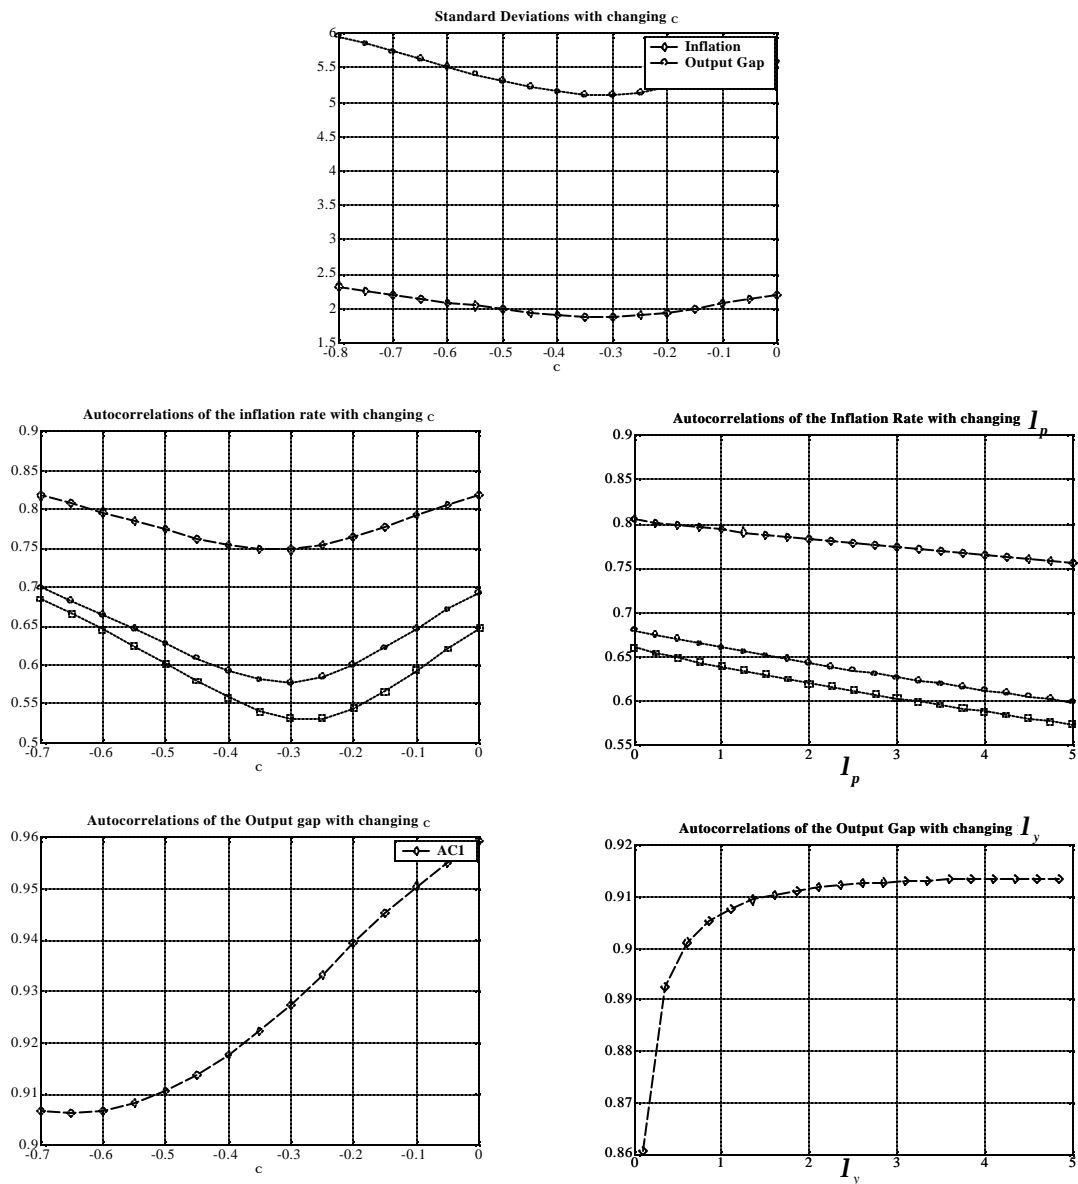 Standard Deviations with changing c
6
5.5
5
4.5
4
3.5
3
2.5
2
1.5
Inflation
Output Gap
-0.8 -0.7 -0.6 -0.5 -0.4 -0.3 -0.2 -0.1 0
c
Autocorrelations of the inflation rate with changing c
0.9
0.85
0.8
0.75
0.7
0.65
0.6
0.55
0.5
-0.7 -0.6 -0.5 -0.4 -0.3 -0.2 -0.1 0
c
Autocorrelations of the Inflation Rate with changing l_p
0.9
0.85
0.8
0.75
0.7
0.65
0.6
0.55
0 1 2 3 4 5
l_p
Autocorrelations of the Output gap with changing c
0.96
0.95
0.94
0.93
0.92
0.91
0.9
AC1
-0.7 -0.6 -0.5 -0.4 -0.3 -0.2 -0.1 0
c
Autocorrelations of the Output Gap with changing l_y
0.92
0.91
0.9
0.89
0.88
0.87
0.86
0 1 2 3 4 5
l_y